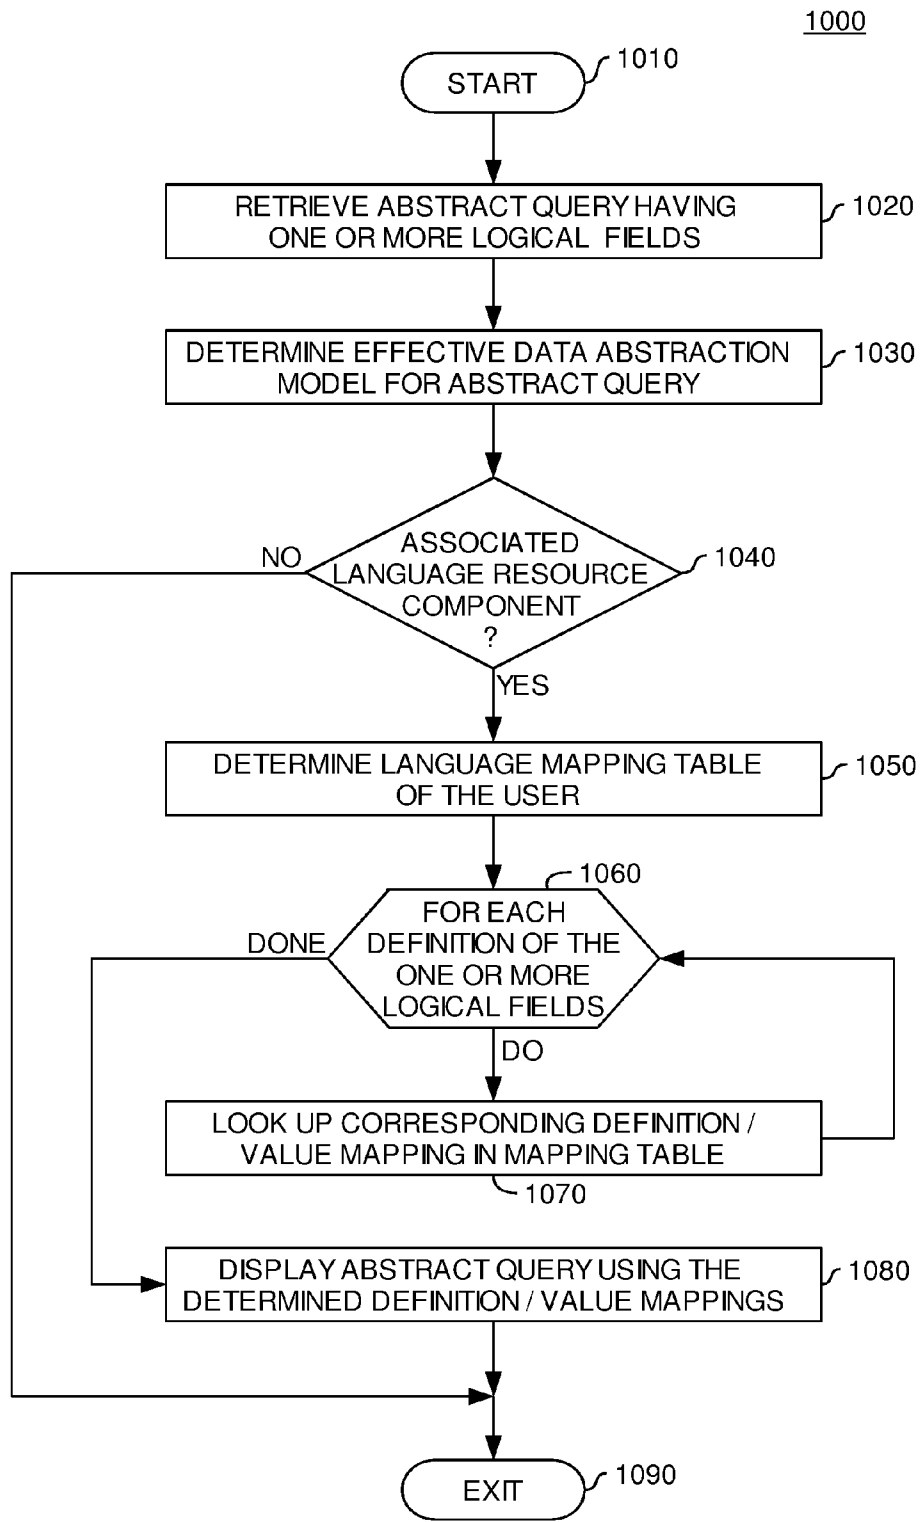 1000
START
1010
RETRIEVE ABSTRACT QUERY HAVING
ONE OR MORE LOGICAL FIELDS
1020
DETERMINE EFFECTIVE DATA ABSTRACTION
MODEL FOR ABSTRACT QUERY
1030
NO
ASSOCIATED
LANGUAGE RESOURCE
COMPONENT
?
1040
YES
DETERMINE LANGUAGE MAPPING TABLE
OF THE USER
1050
1060
DONE
FOR EACH
DEFINITION OF THE
ONE OR MORE
LOGICAL FIELDS
DO
LOOK UP CORRESPONDING DEFINITION /
VALUE MAPPING IN MAPPING TABLE
1070
DISPLAY ABSTRACT QUERY USING THE
DETERMINED DEFINITION / VALUE MAPPINGS
1080
EXIT
1090